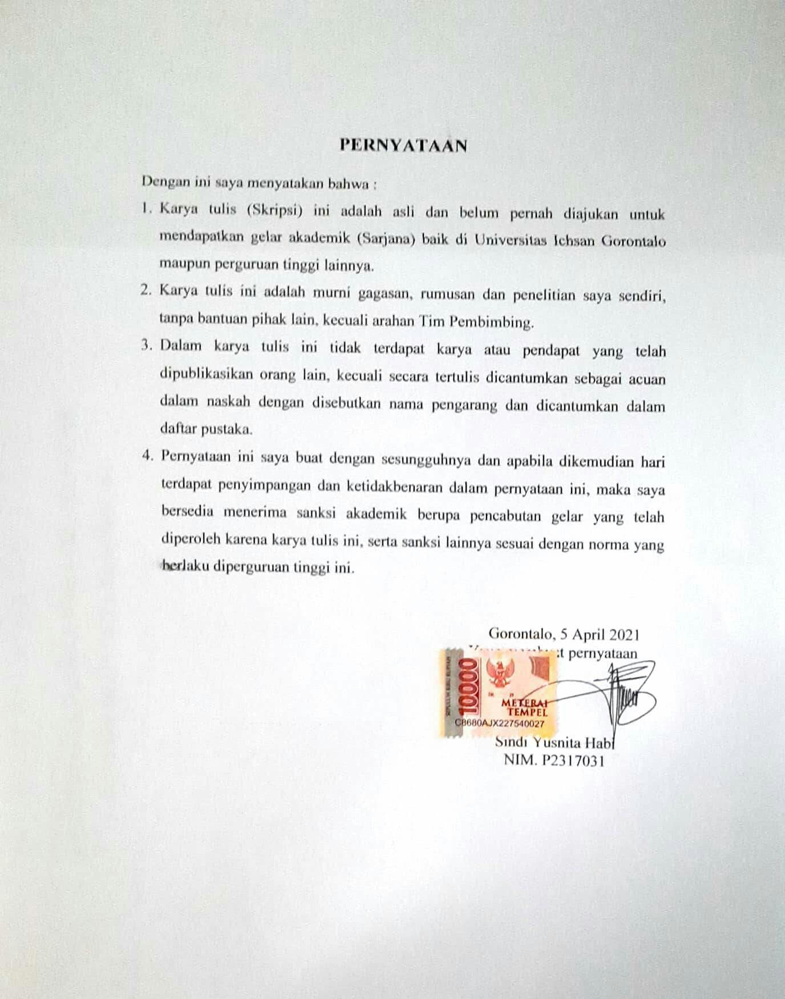 PERNYATAAN
Dengan ini saya menyatakan bahwa :
1. Karya tulis (Skripsi) ini adalah asli dan belum pernah diajukan untuk
mendapatkan gelar akademik (Sarjana) baik di Universitas Ichsan Gorontalo
maupun perguruan tinggi lainnya.
2. Karya tulis ini adalah murni gagasan, rumusan dan penelitian saya sendiri,
tanpa bantuan pihak lain, kecuali arahan Tim Pembimbing.
3. Dalam karya tulis ini tidak terdapat karya atau pendapat yang telah
dipublikasikan orang lain, kecuali secara tertulis dicantumkan sebagai acuan
dalam naskah dengan disebutkan nama pengarang dan dicantumkan dalam
daftar pustaka.
4. Pernyataan ini saya buat dengan sesungguhnya dan apabila dikemudian hari
terdapat penyimpangan dan ketidakbenaran dalam pernyataan ini, maka saya
bersedia menerima sanksi akademik berupa pencabutan gelar yang telah
diperoleh karena karya tulis ini, serta sanksi lainnya sesuai dengan norma yang
berlaku diperguruan tinggi ini.
Gorontalo, 5 April 2021
pernyataan
10000
METERAI
TEMPEL
C8680AJX227540027
Sindi Yusnita Habi
NIM. P2317031